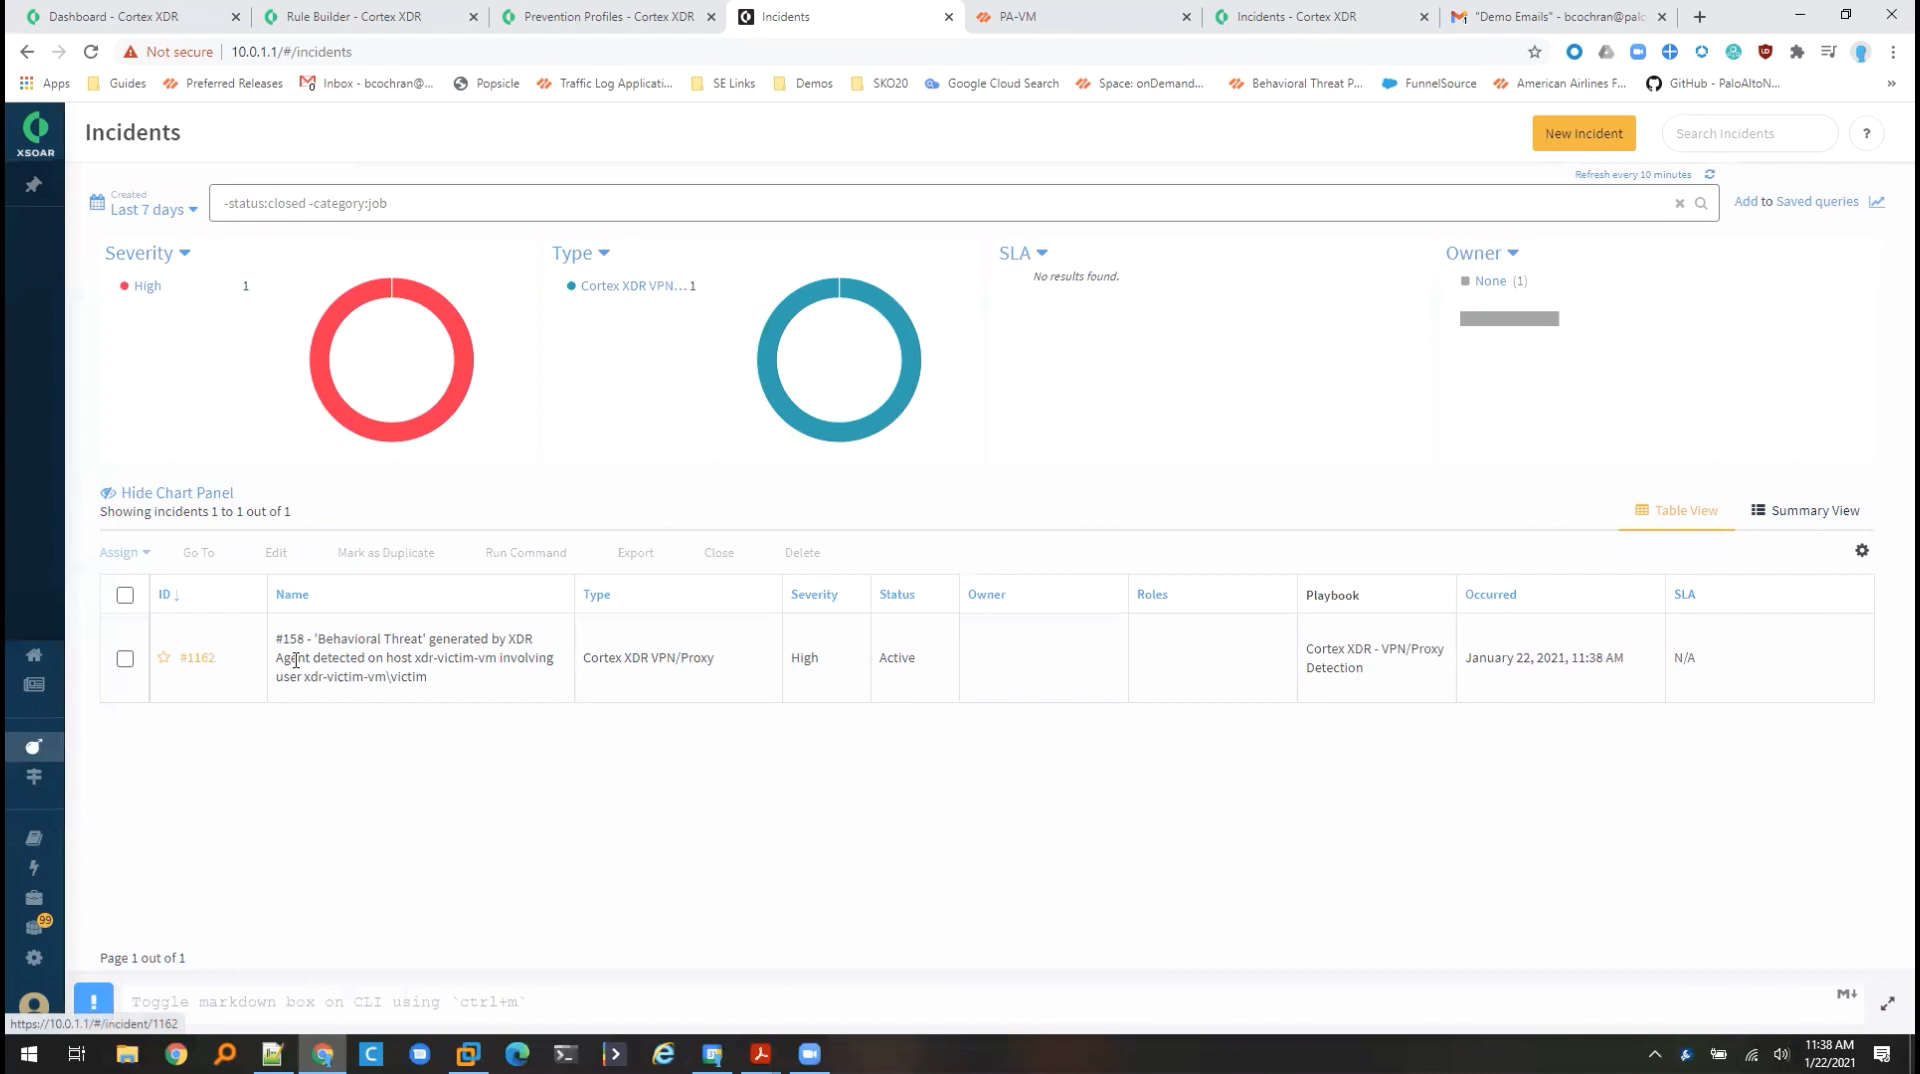 Dashboard - Cortex XDR
Rule Builder - Cortex XDR
Prevention Profiles - Cortex XDR
Incidents
PA-VM
Incidents - Cortex XDR
"Demo Emails" - bcochran@palo
Not secure
10.0.1.1/#/incidents
Apps
Guides
Preferred Releases
Inbox - bcochran@...
Popsicle
Traffic Log Applicati...
SE Links
Demos
SKO20
Google Cloud Search
Space: onDemand...
Behavioral Threat P...
FunnelSource
American Airlines F...
GitHub - PaloAltoN...
»
XSOAR
Incidents
New Incident
Search Incidents
?
Refresh every 10 minutes
Created
Last 7 days
-status:closed -category:job
Add to Saved queries
Severity
High 1
Type
Cortex XDR VPN... 1
SLA
No results found.
Owner
None (1)
Hide Chart Panel
Showing incidents 1 to 1 out of 1
Table View
Summary View
Assign
Go To
Edit
Mark as Duplicate
Run Command
Export
Close
Delete
ID ↓
Name
Type
Severity
Status
Owner
Roles
Playbook
Occurred
SLA
#1162
#158 - 'Behavioral Threat' generated by XDR
Agent detected on host xdr-victim-vm involving
user xdr-victim-vm\victim
Cortex XDR VPN/Proxy
High
Active
Cortex XDR - VPN/Proxy
Detection
January 22, 2021, 11:38 AM
N/A
99
Page 1 out of 1
!
Toggle markdown box on CLI using `ctrl+m`
M↓
https://10.0.1.1/#/incident/1162
11:38 AM
1/22/2021